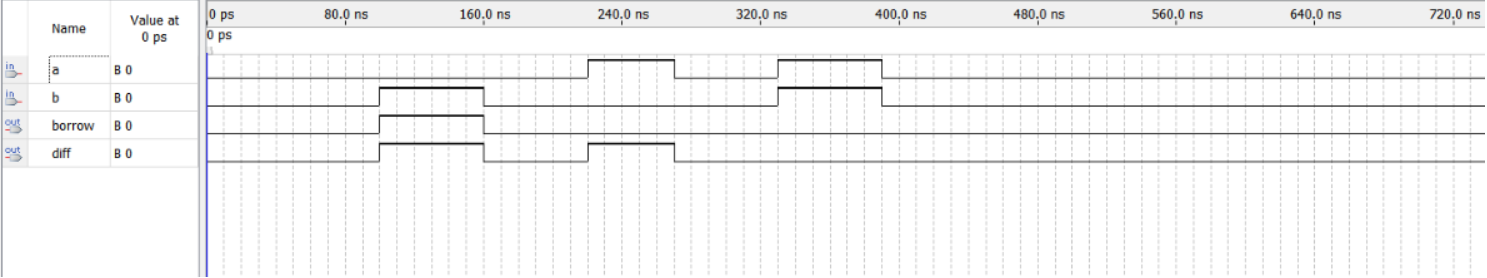 Name Value at 0 ps
0 ps 80.0 ns 160.0 ns 240.0 ns 320.0 ns 400.0 ns 480.0 ns 560.0 ns 640.0 ns 720.0 ns
0 ps
in a B 0
in b B 0
out borrow B 0
out diff B 0